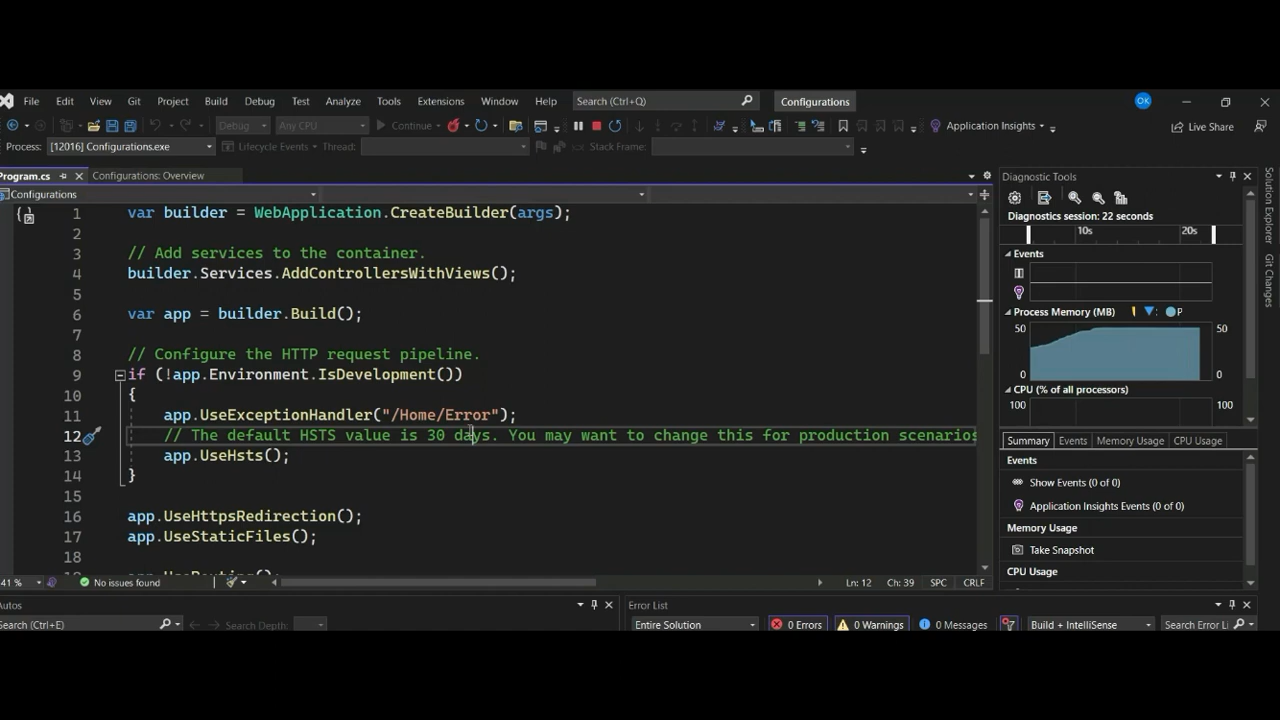 File Edit View Git Project Build Debug Test Analyze Tools Extensions Window Help Search (Ctrl+Q) Configurations OK
Debug Any CPU Continue Application Insights Live Share
Process: [12016] Configurations.exe Lifecycle Events Thread: Stack Frame:
Program.cs Configurations: Overview
Configurations
1 var builder = WebApplication.CreateBuilder(args);
2
3 // Add services to the container.
4 builder.Services.AddControllersWithViews();
5
6 var app = builder.Build();
7
8 // Configure the HTTP request pipeline.
9 if (!app.Environment.IsDevelopment())
10 {
11 app.UseExceptionHandler("/Home/Error");
12 // The default HSTS value is 30 days. You may want to change this for production scenarios
13 app.UseHsts();
14 }
15
16 app.UseHttpsRedirection();
17 app.UseStaticFiles();
18
41 % No issues found Ln: 12 Ch: 39 SPC CRLF
Autos
Search (Ctrl+E) Search Depth:
Error List
Entire Solution 0 Errors 0 Warnings 0 Messages Build + IntelliSense Search Error Li
Diagnostic Tools
Diagnostics session: 22 seconds
10s 20s
Events
Process Memory (MB) P
50 50
0 0
CPU (% of all processors)
100 100
Summary Events Memory Usage CPU Usage
Events
Show Events (0 of 0)
Application Insights Events (0 of 0)
Memory Usage
Take Snapshot
CPU Usage
Solution Explorer
Git Changes